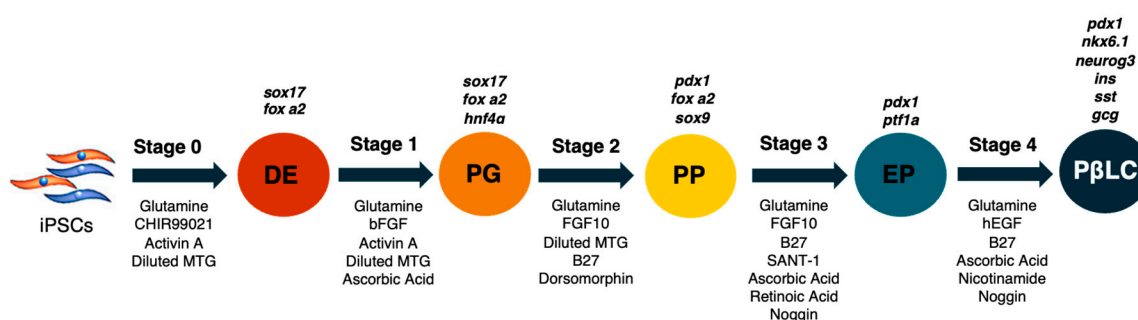 iPSCs
Stage 0
Glutamine
CHIR99021
Activin A
Diluted MTG
sox17
fox a2
DE
Stage 1
Glutamine
bFGF
Activin A
Diluted MTG
Ascorbic Acid
sox17
fox a2
hnf4α
PG
Stage 2
Glutamine
FGF10
Diluted MTG
B27
Dorsomorphin
pdx1
fox a2
sox9
PP
Stage 3
Glutamine
FGF10
B27
SANT-1
Ascorbic Acid
Retinoic Acid
Noggin
pdx1
ptf1a
EP
Stage 4
Glutamine
hEGF
B27
Ascorbic Acid
Nicotinamide
Noggin
pdx1
nkx6.1
neurog3
ins
sst
gcg
PβLC